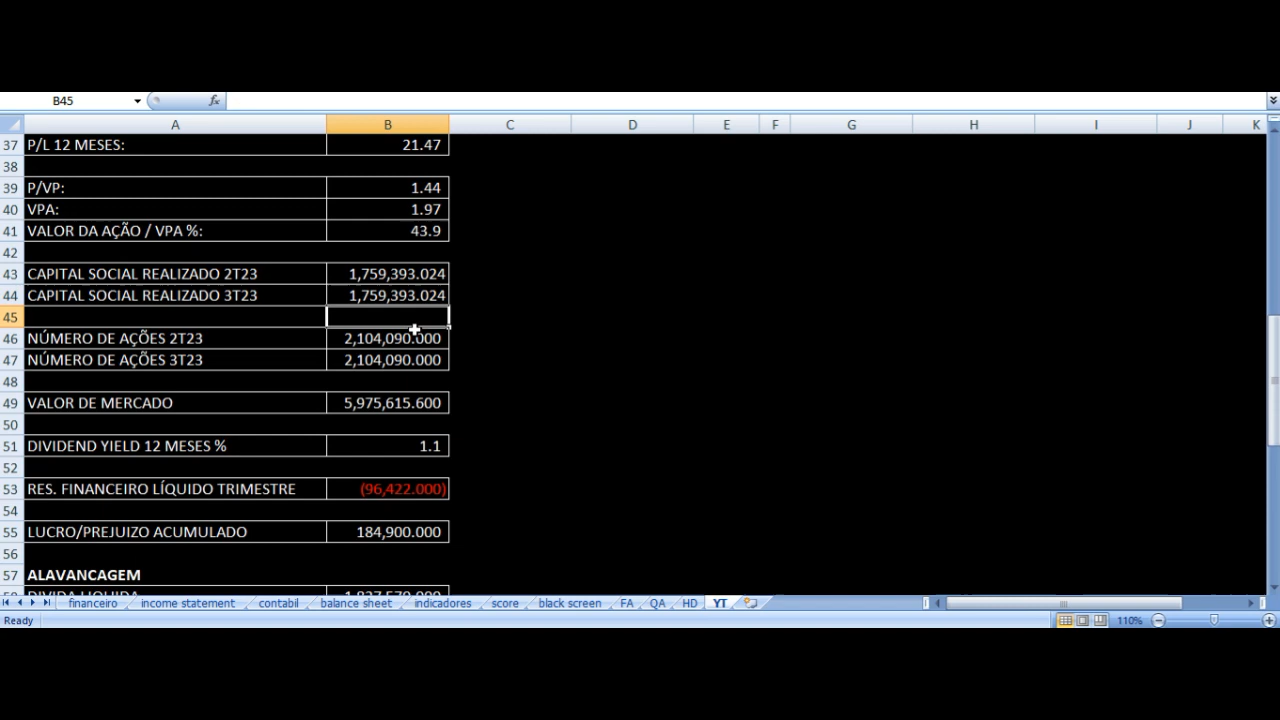 B45
A B C D E F G H I J K
37 P/L 12 MESES: 21.47
38
39 P/VP: 1.44
40 VPA: 1.97
41 VALOR DA AÇÃO / VPA %: 43.9
42
43 CAPITAL SOCIAL REALIZADO 2T23 1,759,393.024
44 CAPITAL SOCIAL REALIZADO 3T23 1,759,393.024
45
46 NÚMERO DE AÇÕES 2T23 2,104,090.000
47 NÚMERO DE AÇÕES 3T23 2,104,090.000
48
49 VALOR DE MERCADO 5,975,615.600
50
51 DIVIDEND YIELD 12 MESES % 1.1
52
53 RES. FINANCEIRO LÍQUIDO TRIMESTRE (96,422.000)
54
55 LUCRO/PREJUIZO ACUMULADO 184,900.000
56
57 ALAVANCAGEM
DIVIDA LIQUIDA
financeiro income statement contabil balance sheet indicadores score black screen FA QA HD YT
Ready 110%